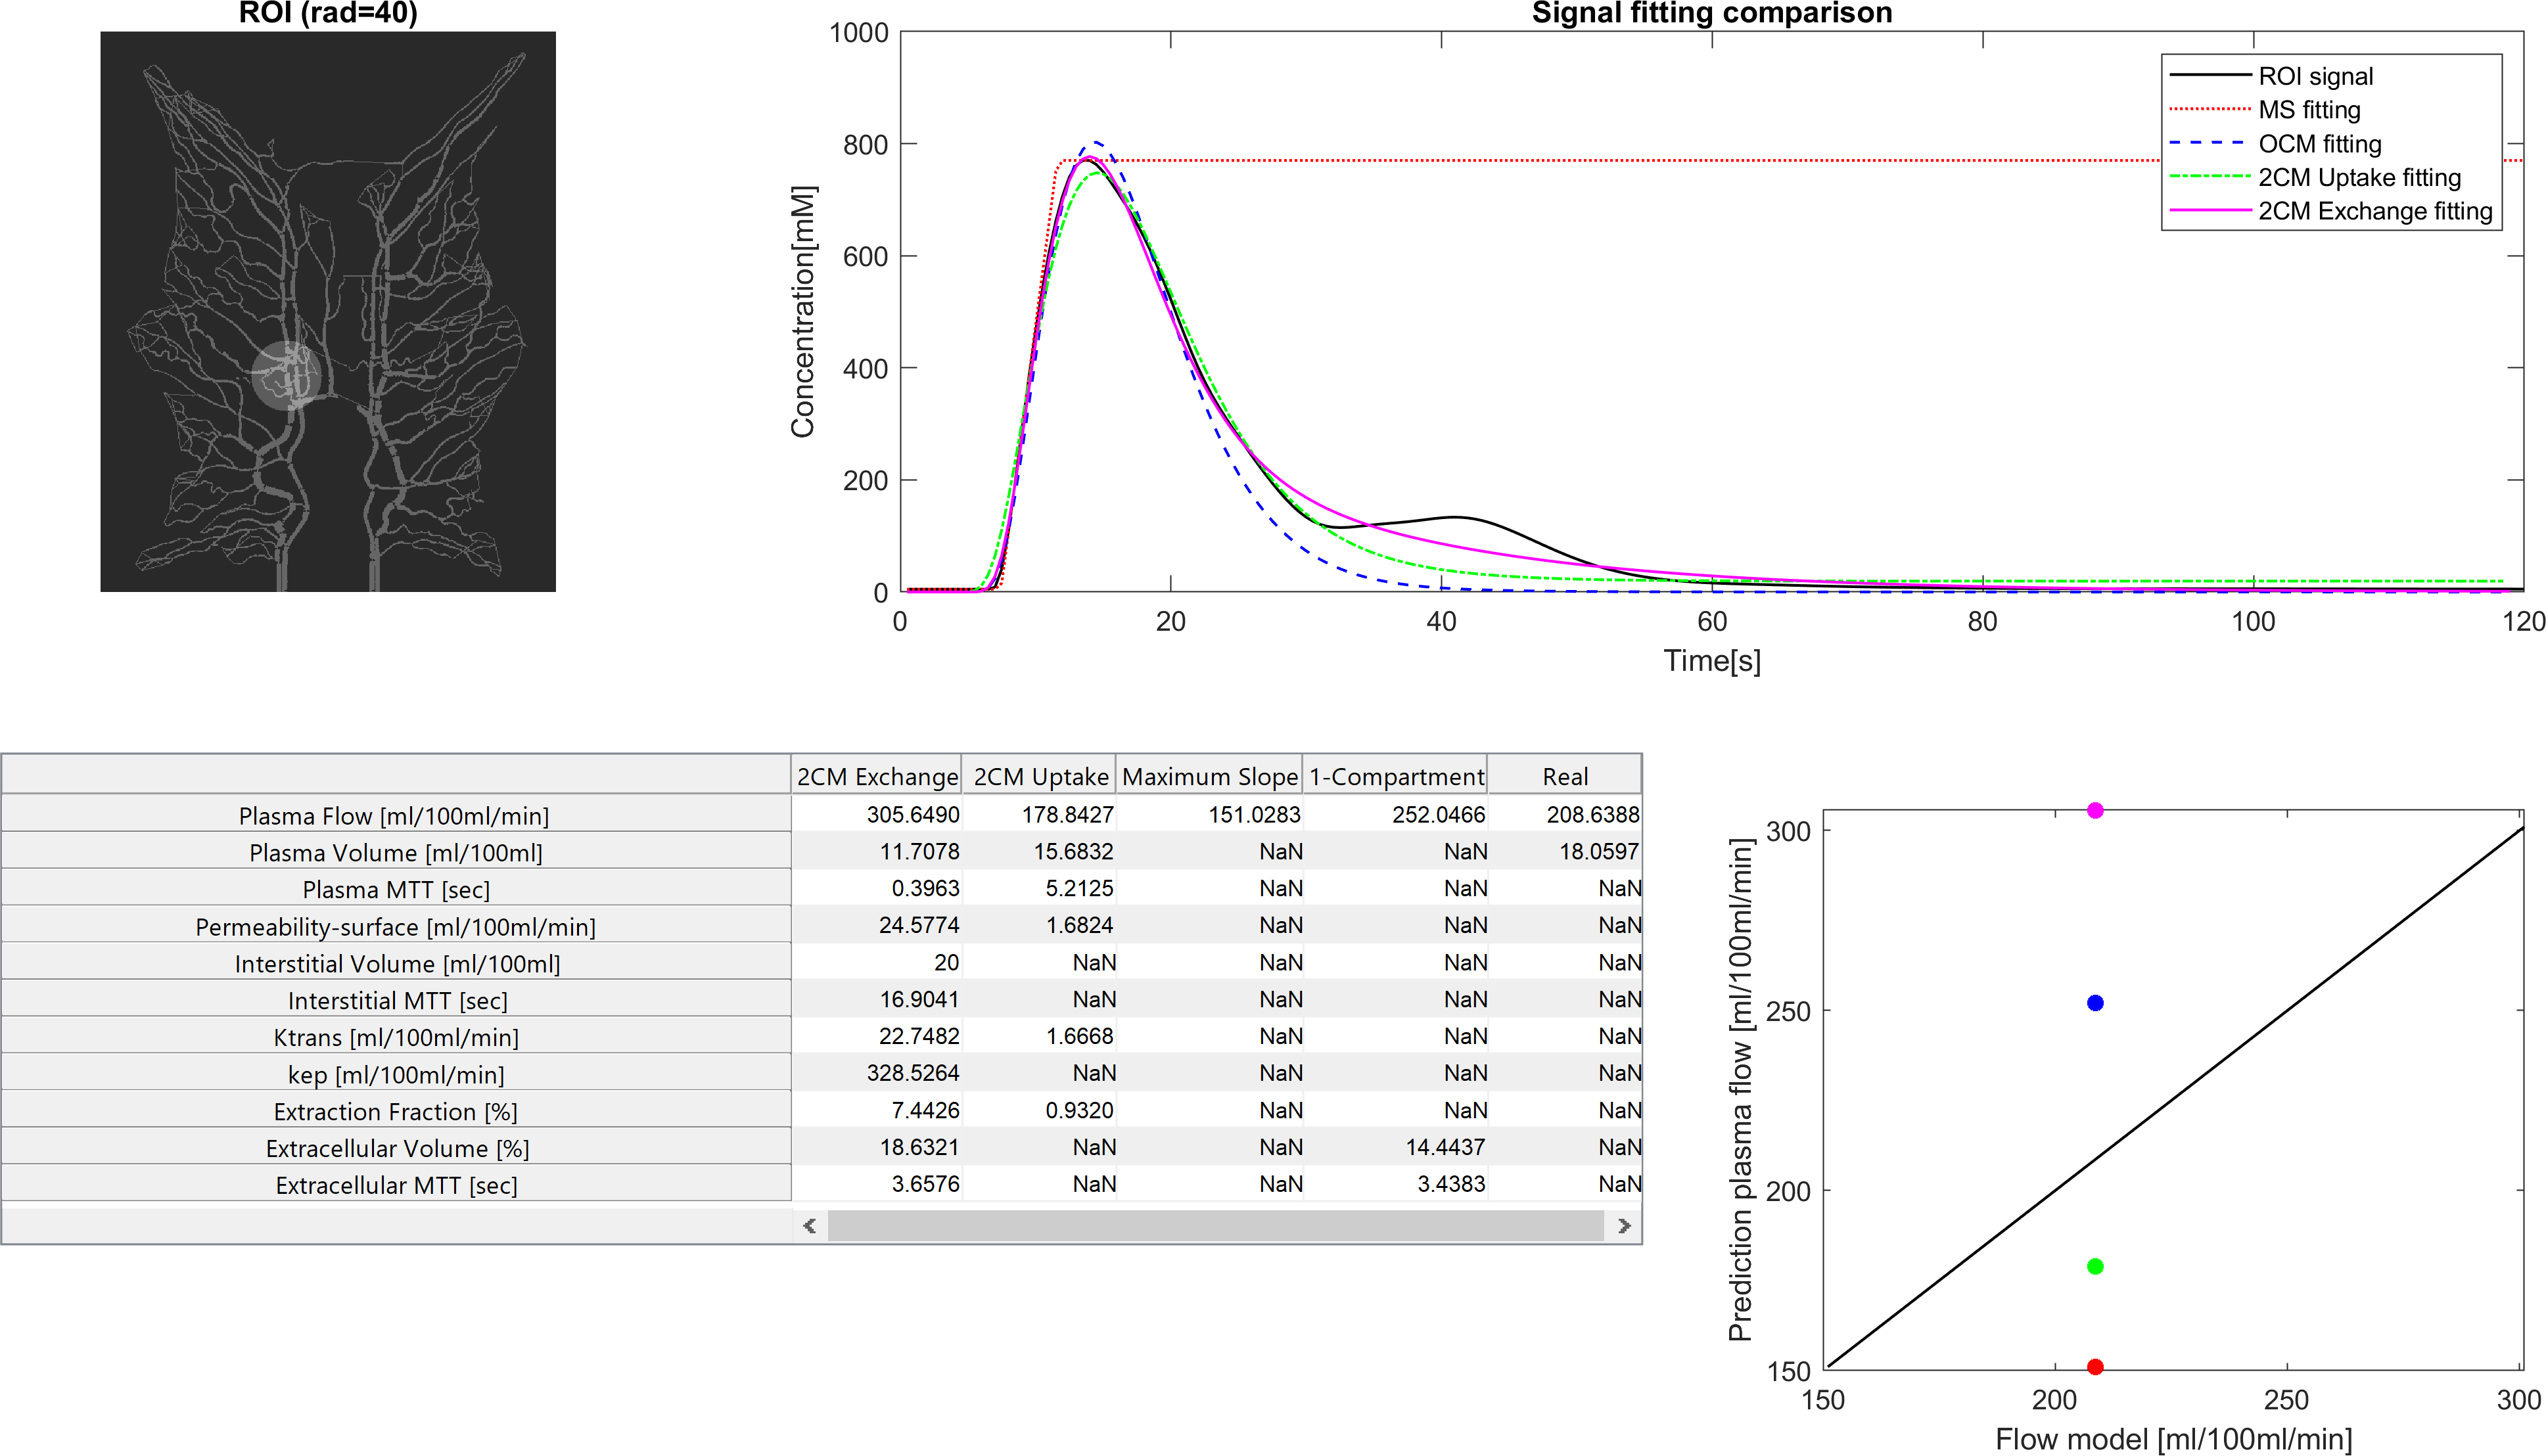 ROI (rad=40)
Signal fitting comparison
1000
800
600
400
200
0
Concentration[mM]
0 20 40 60 80 100 120
Time[s]
ROI signal
MS fitting
OCM fitting
2CM Uptake fitting
2CM Exchange fitting
2CM Exchange 2CM Uptake Maximum Slope 1-Compartment Real
Plasma Flow [ml/100ml/min] 305.6490 178.8427 151.0283 252.0466 208.6388
Plasma Volume [ml/100ml] 11.7078 15.6832 NaN NaN 18.0597
Plasma MTT [sec] 0.3963 5.2125 NaN NaN NaN
Permeability-surface [ml/100ml/min] 24.5774 1.6824 NaN NaN NaN
Interstitial Volume [ml/100ml] 20 NaN NaN NaN NaN
Interstitial MTT [sec] 16.9041 NaN NaN NaN NaN
Ktrans [ml/100ml/min] 22.7482 1.6668 NaN NaN NaN
kep [ml/100ml/min] 328.5264 NaN NaN NaN NaN
Extraction Fraction [%] 7.4426 0.9320 NaN NaN NaN
Extracellular Volume [%] 18.6321 NaN NaN 14.4437 NaN
Extracellular MTT [sec] 3.6576 NaN NaN 3.4383 NaN
300
250
200
150
Prediction plasma flow [ml/100ml/min]
150 200 250 300
Flow model [ml/100ml/min]